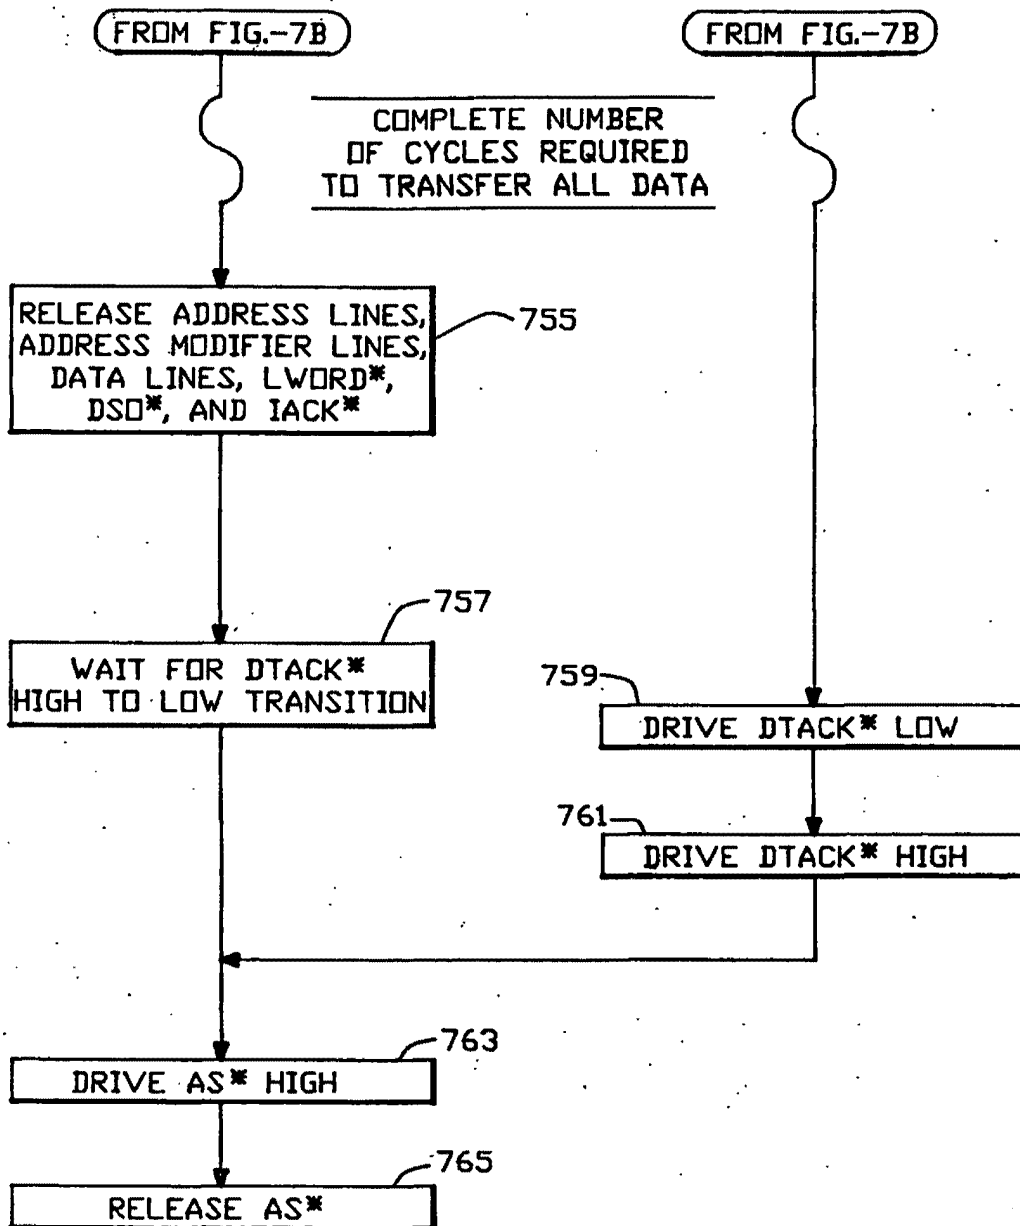 FROM FIG.-7B
FROM FIG.-7B
COMPLETE NUMBER
OF CYCLES REQUIRED
TO TRANSFER ALL DATA
RELEASE ADDRESS LINES,
ADDRESS MODIFIER LINES,
DATA LINES, LWORD*,
DS0*, AND IACK*
755
757
WAIT FOR DTACK*
HIGH TO LOW TRANSITION
759
DRIVE DTACK* LOW
761
DRIVE DTACK* HIGH
763
DRIVE AS* HIGH
765
RELEASE AS*